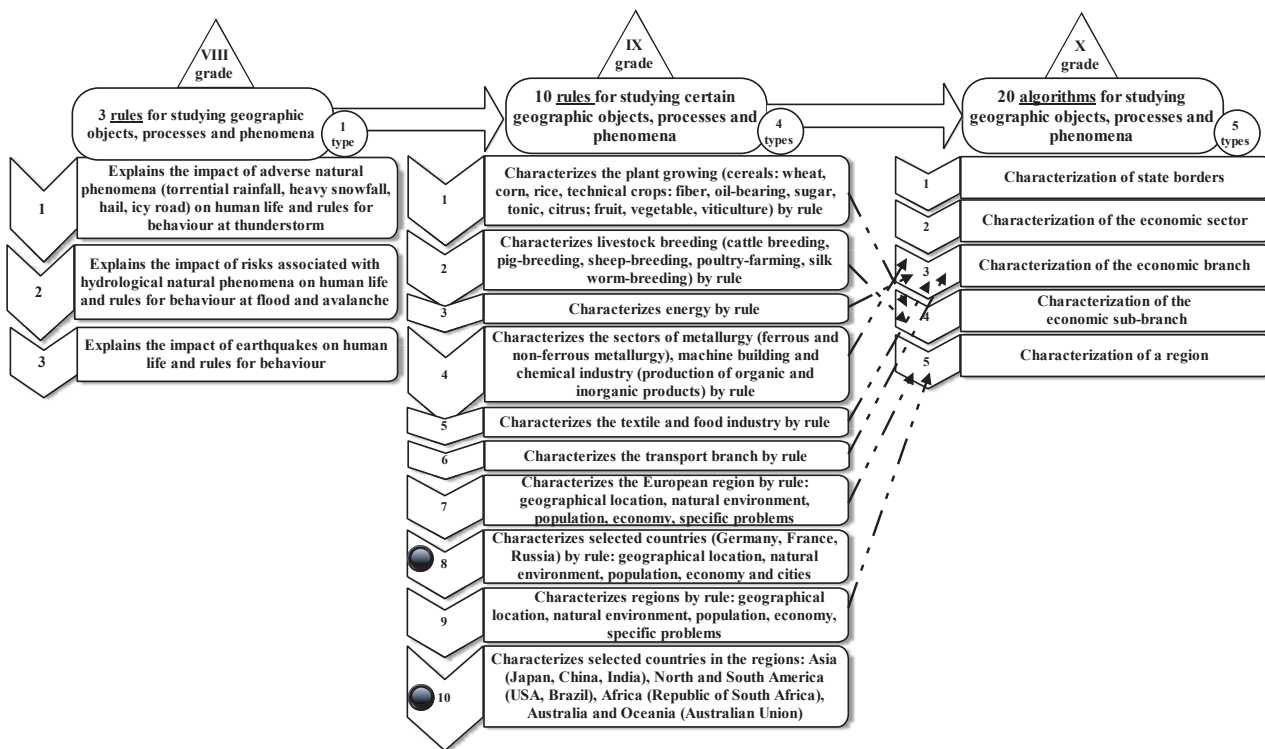 VIII
grade
3 rules for studying geographic
objects, processes and phenomena
1
type
1
Explains the impact of adverse natural
phenomena (torrential rainfall, heavy snowfall,
hail, icy road) on human life and rules for
behaviour at thunderstorm
2
Explains the impact of risks associated with
hydrological natural phenomena on human life
and rules for behaviour at flood and avalanche
3
Explains the impact of earthquakes on human
life and rules for behaviour
IX
grade
10 rules for studying certain
geographic objects, processes and
phenomena
4
types
1
Characterizes the plant growing (cereals: wheat,
corn, rice, technical crops: fiber, oil-bearing, sugar,
tonic, citrus; fruit, vegetable, viticulture) by rule
2
Characterizes livestock breeding (cattle breeding,
pig-breeding, sheep-breeding, poultry-farming, silk
worm-breeding) by rule
3
Characterizes energy by rule
4
Characterizes the sectors of metallurgy (ferrous and
non-ferrous metallurgy), machine building and
chemical industry (production of organic and
inorganic products) by rule
5
Characterizes the textile and food industry by rule
6
Characterizes the transport branch by rule
7
Characterizes the European region by rule:
geographical location, natural environment,
population, economy, specific problems
8
Characterizes selected countries (Germany, France,
Russia) by rule: geographical location, natural
environment, population, economy and cities
9
Characterizes regions by rule: geographical
location, natural environment, population, economy,
specific problems
10
Characterizes selected countries in the regions: Asia
(Japan, China, India), North and South America
(USA, Brazil), Africa (Republic of South Africa),
Australia and Oceania (Australian Union)
X
grade
20 algorithms for studying
geographic objects, processes and
phenomena
5
types
1
Characterization of state borders
2
Characterization of the economic sector
3
Characterization of the economic branch
4
Characterization of the
economic sub-branch
5
Characterization of a region